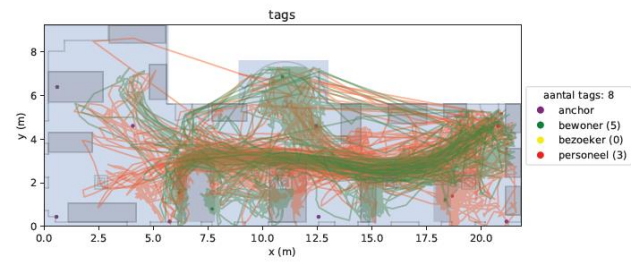 tags
8
6
4
2
0
y (m)
0.0 2.5 5.0 7.5 10.0 12.5 15.0 17.5 20.0
x (m)
aantal tags: 8
anchor
bewoner (5)
bezoeker (0)
personeel (3)